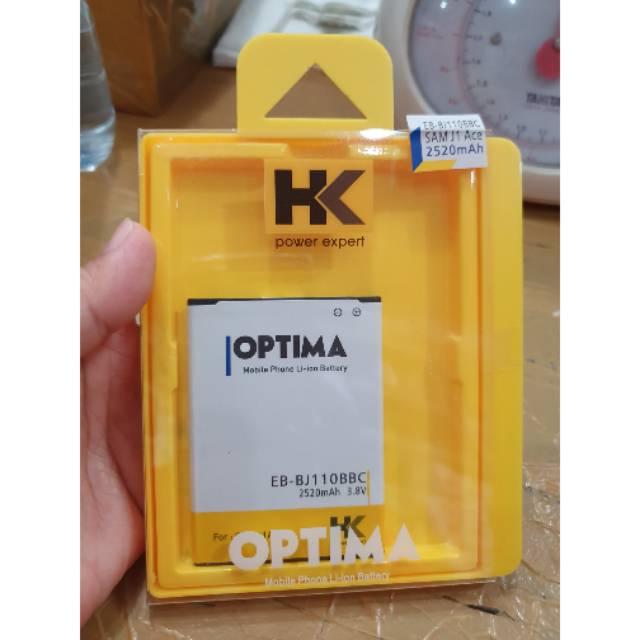 EB-BJ110BBC
SAM J1 Ace
2520mAh
HK
power expert
OPTIMA
Mobile Phone Li-ion Battery
EB-BJ110BBC
2520mAh 3.8V
For
HK
OPTIMA
Mobile Phone Li-Ion Battery